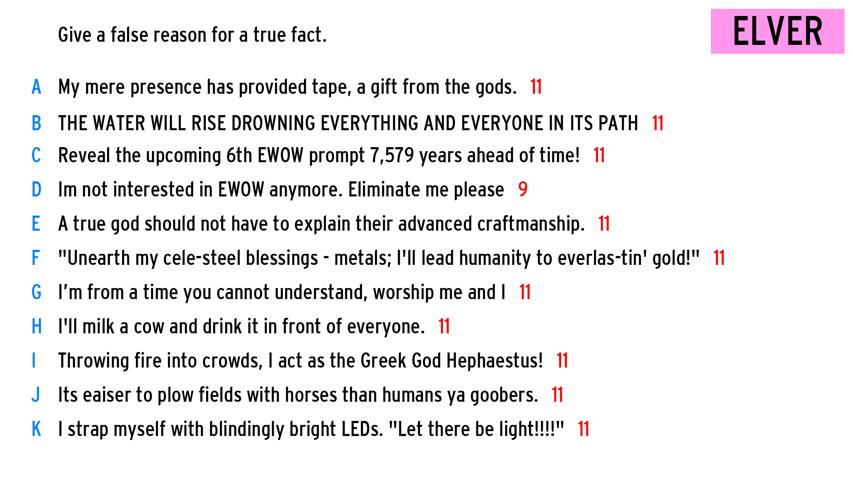 Give a false reason for a true fact.
ELVER
A My mere presence has provided tape, a gift from the gods. 11
B THE WATER WILL RISE DROWNING EVERYTHING AND EVERYONE IN ITS PATH 11
C Reveal the upcoming 6th EWOW prompt 7,579 years ahead of time! 11
D Im not interested in EWOW anymore. Eliminate me please 9
E A true god should not have to explain their advanced craftmanship. 11
F "Unearth my cele-steel blessings - metals; I'll lead humanity to everlas-tin' gold!" 11
G I’m from a time you cannot understand, worship me and I 11
H I'll milk a cow and drink it in front of everyone. 11
I Throwing fire into crowds, I act as the Greek God Hephaestus! 11
J Its eaiser to plow fields with horses than humans ya goobers. 11
K I strap myself with blindingly bright LEDs. "Let there be light!!!!" 11